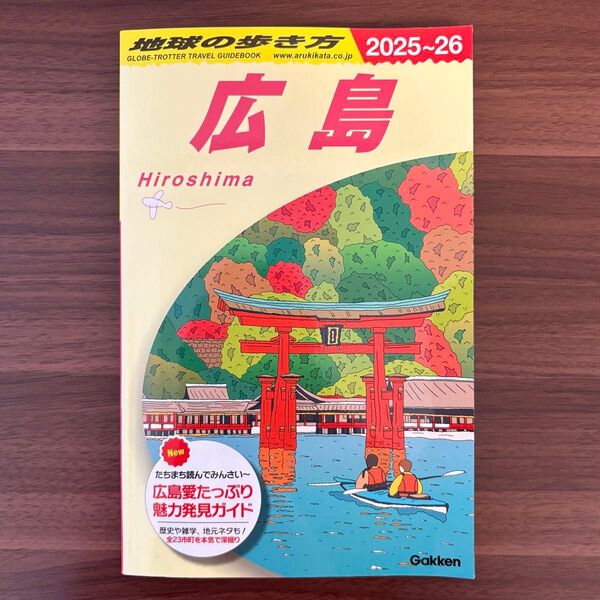 地球の歩き方
2025~26
GLOBE-TROTTER TRAVEL GUIDEBOOK
www.arukikata.co.jp
広島
Hiroshima
New
たちまち読んでみんさい〜
広島愛たっぷり
魅力発見ガイド
歴史や雑学、地元ネタも!
全23市町を本気で深掘り
Gakken